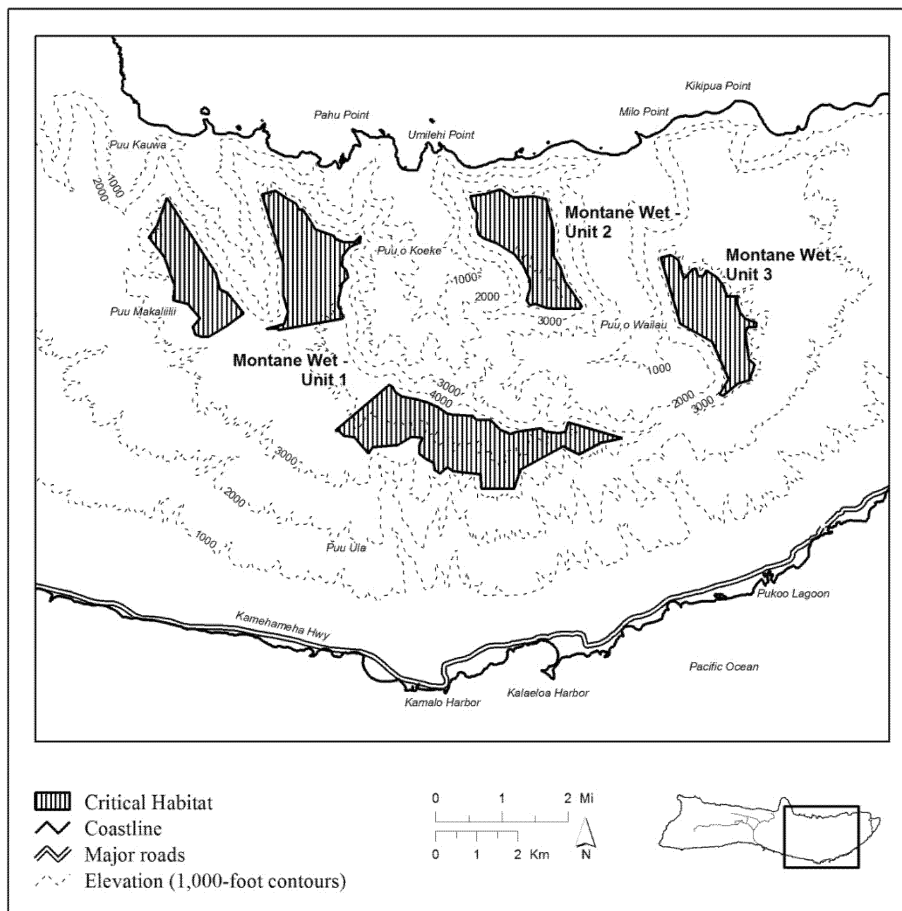 Kikipua Point
Pahu Point
Milo Point
Umilehi Point
Puu Kauwa
1000
2000
Montane Wet -
Unit 2
Puu o Koeke
Montane Wet -
Unit 3
1000
2000
Puu Makaliilii
3000
Puu o Wailau
Montane Wet -
Unit 1
1000
3000
4000
2000
3000
3000
2000
1000
Puu Ula
Pukoo Lagoon
Kamehameha Hwy
Pacific Ocean
Kalaeloa Harbor
Kamalo Harbor
Critical Habitat
Coastline
Major roads
Elevation (1,000-foot contours)
0 1 2 Mi
0 1 2 Km
N